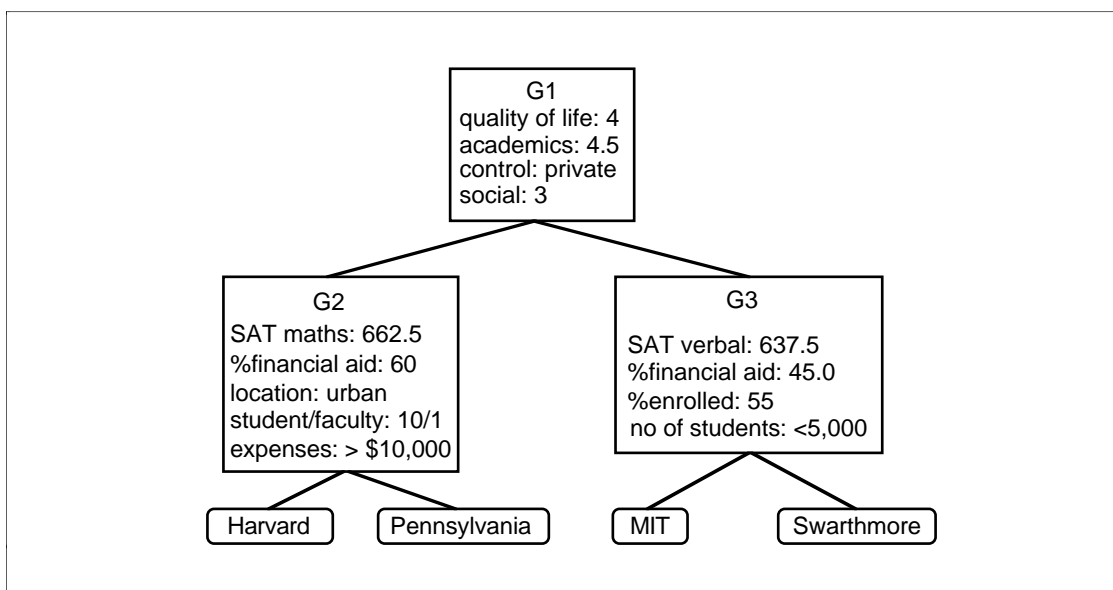 G1
quality of life: 4
academics: 4.5
control: private
social: 3
G2
SAT maths: 662.5
%financial aid: 60
location: urban
student/faculty: 10/1
expenses: > $10,000
G3
SAT verbal: 637.5
%financial aid: 45.0
%enrolled: 55
no of students: <5,000
Harvard
Pennsylvania
MIT
Swarthmore